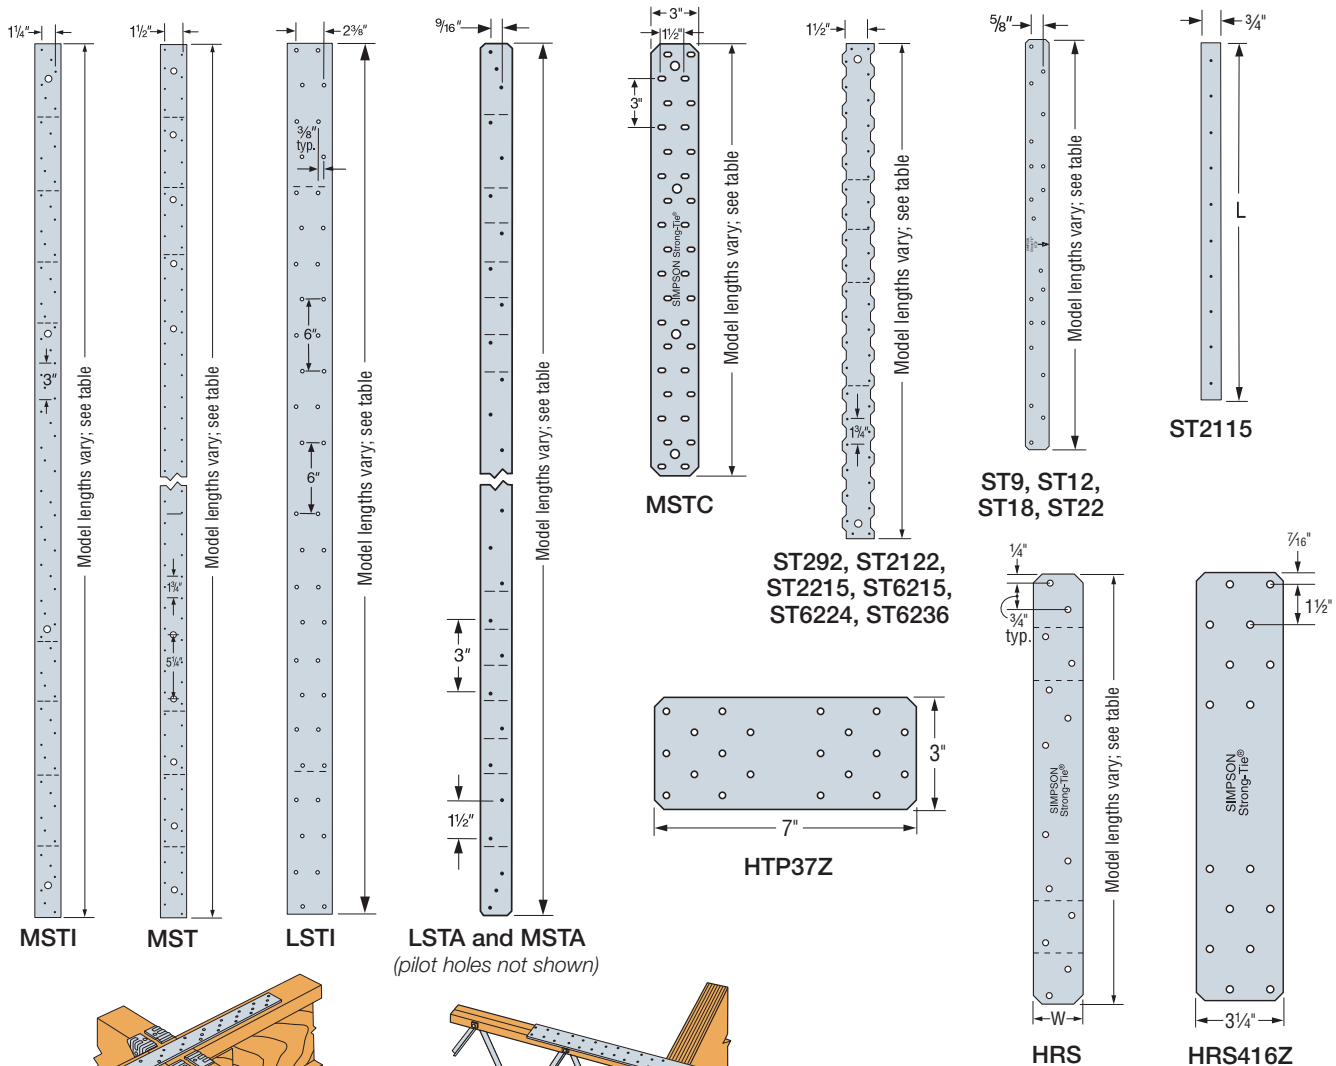 1¼"
1½"
2⅜"
9/16"
3"
1½"
1½"
⅝"
¾"
3"
⅜"
typ.
6"
3"
6"
1¾"
5¼"
3"
1½"
1¾"
L
Model lengths vary; see table
Model lengths vary; see table
Model lengths vary; see table
Model lengths vary; see table
Model lengths vary; see table
Model lengths vary; see table
Model lengths vary; see table
SIMPSON Strong-Tie®
MSTC
ST2115
ST9, ST12,
ST18, ST22
ST292, ST2122,
ST2215, ST6215,
ST6224, ST6236
¼"
¾"
typ.
7/16"
1½"
3"
7"
HTP37Z
SIMPSON
Strong-Tie®
Model lengths vary; see table
SIMPSON
Strong-Tie®
MSTI
MST
LSTI
LSTA and MSTA
(pilot holes not shown)
W
3¼"
HRS
HRS416Z